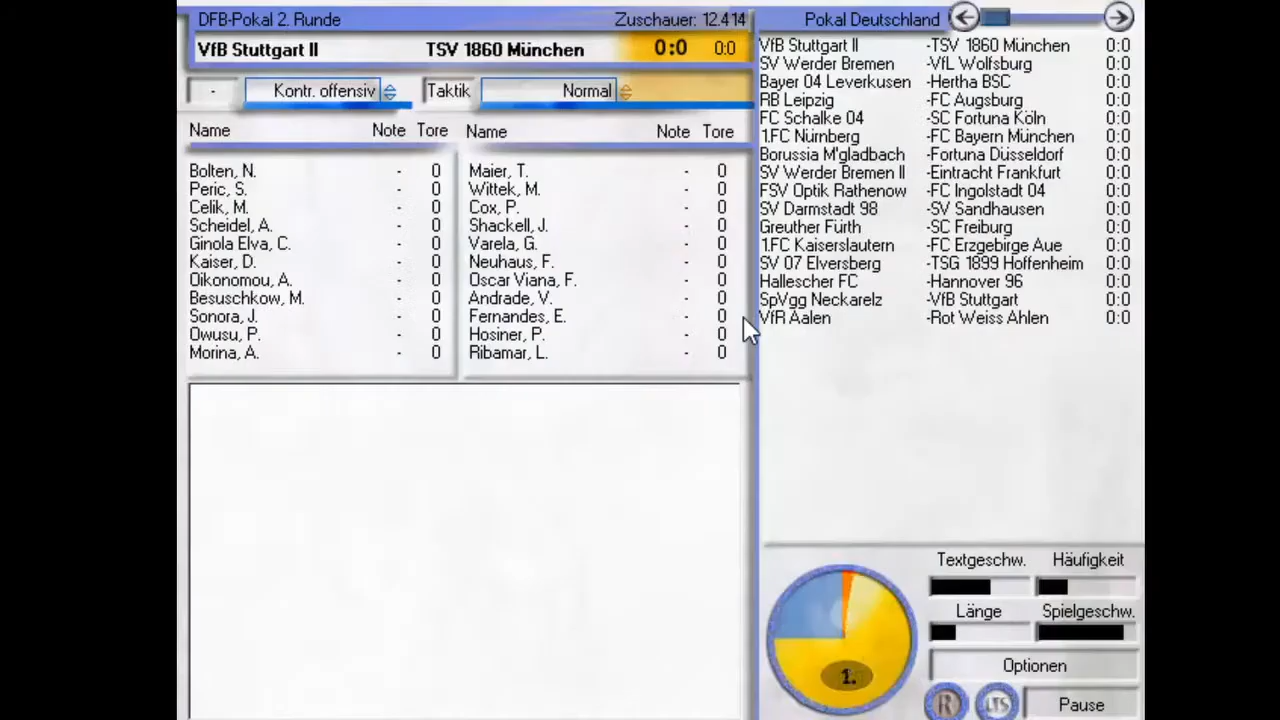 DFB-Pokal 2. Runde Zuschauer: 12.414
VfB Stuttgart II TSV 1860 München 0:0 0:0
- Kontr. offensiv Taktik Normal
Name Note Tore Name Note Tore
Bolten, N. - 0 Maier, T. - 0
Peric, S. - 0 Wittek, M. - 0
Celik, M. - 0 Cox, P. - 0
Scheidel, A. - 0 Shackell, J. - 0
Ginola Elva, C. - 0 Varela, G. - 0
Kaiser, D. - 0 Neuhaus, F. - 0
Oikonomou, A. - 0 Oscar Viana, F. - 0
Besuschkow, M. - 0 Andrade, V. - 0
Sonora, J. - 0 Fernandes, E. - 0
Owusu, P. - 0 Hosiner, P. - 0
Morina, A. - 0 Ribamar, L. - 0
Pokal Deutschland
VfB Stuttgart II -TSV 1860 München 0:0
SV Werder Bremen -VfL Wolfsburg 0:0
Bayer 04 Leverkusen -Hertha BSC 0:0
RB Leipzig -FC Augsburg 0:0
FC Schalke 04 -SC Fortuna Köln 0:0
1.FC Nürnberg -FC Bayern München 0:0
Borussia M'gladbach -Fortuna Düsseldorf 0:0
SV Werder Bremen II -Eintracht Frankfurt 0:0
FSV Optik Rathenow -FC Ingolstadt 04 0:0
SV Darmstadt 98 -SV Sandhausen 0:0
Greuther Fürth -SC Freiburg 0:0
1.FC Kaiserslautern -FC Erzgebirge Aue 0:0
SV 07 Elversberg -TSG 1899 Hoffenheim 0:0
Hallescher FC -Hannover 96 0:0
SpVgg Neckarelz -VfB Stuttgart 0:0
VfR Aalen -Rot Weiss Ahlen 0:0
Textgeschw. Häufigkeit
Länge Spielgeschw.
1.
Optionen
R LTS Pause